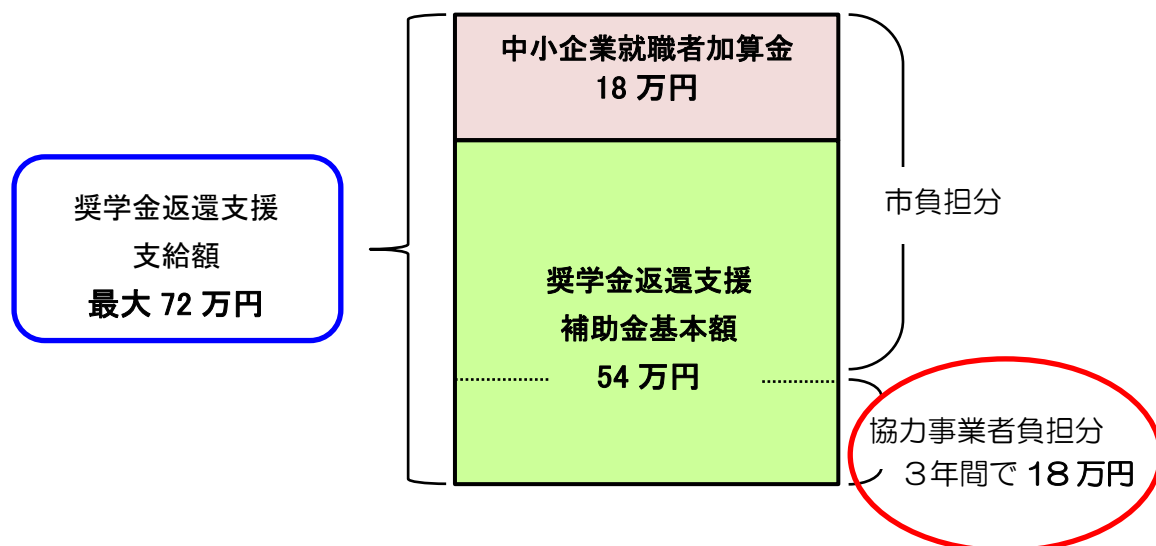 中小企業就職者加算金
18 万円
奨学金返還支援
支給額
最大 72 万円
市負担分
奨学金返還支援
補助金基本額
54 万円
協力事業者負担分
３年間で 18 万円